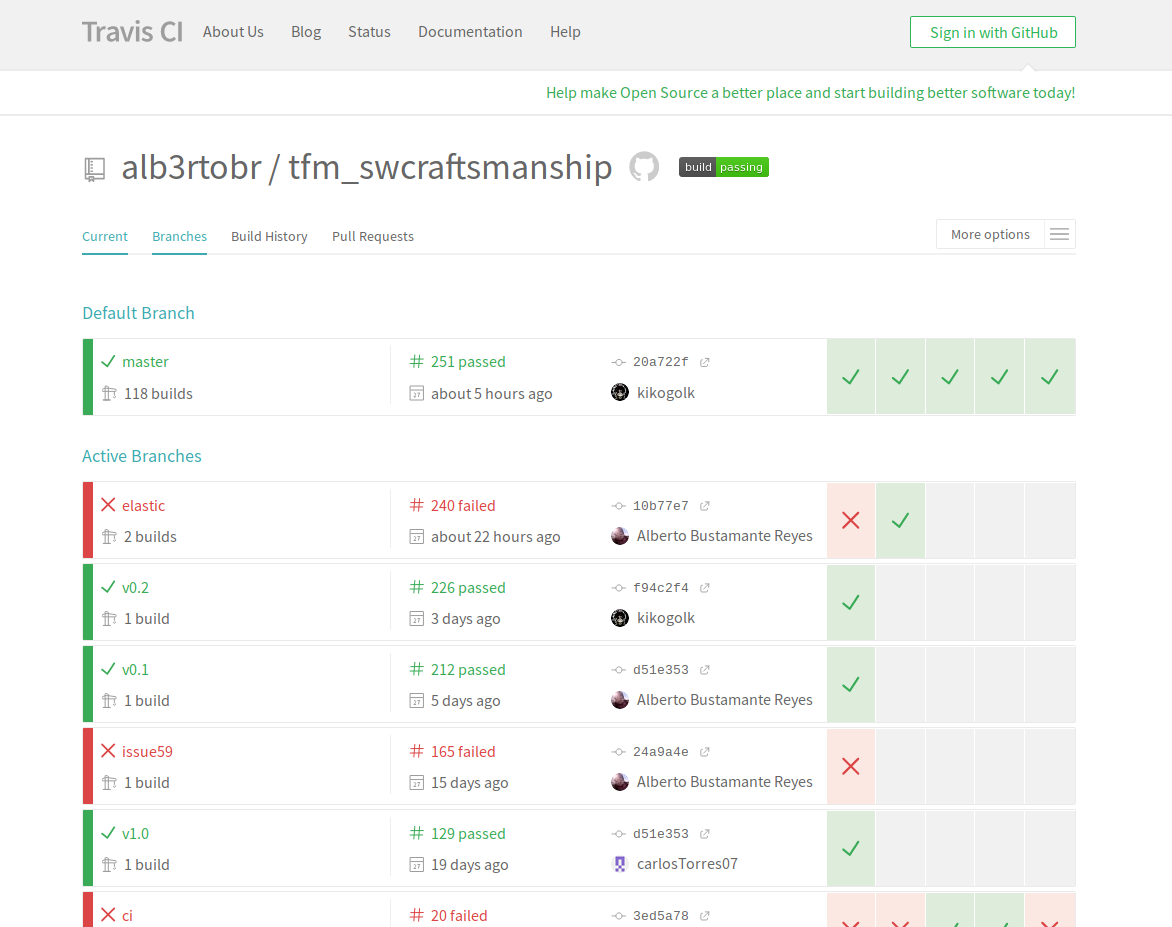 Travis CI About Us Blog Status Documentation Help Sign in with GitHub
Help make Open Source a better place and start building better software today!
alb3rtobr / tfm_swcraftsmanship build passing
Current Branches Build History Pull Requests More options
Default Branch
master # 251 passed 20a722f
118 builds 17 about 5 hours ago kikogolk
Active Branches
elastic # 240 failed 10b77e7
2 builds 17 about 22 hours ago Alberto Bustamante Reyes
v0.2 # 226 passed f94c2f4
1 build 17 3 days ago kikogolk
v0.1 # 212 passed d51e353
1 build 17 5 days ago Alberto Bustamante Reyes
issue59 # 165 failed 24a9a4e
1 build 17 15 days ago Alberto Bustamante Reyes
v1.0 # 129 passed d51e353
1 build 17 19 days ago carlosTorres07
ci # 20 failed 3ed5a78